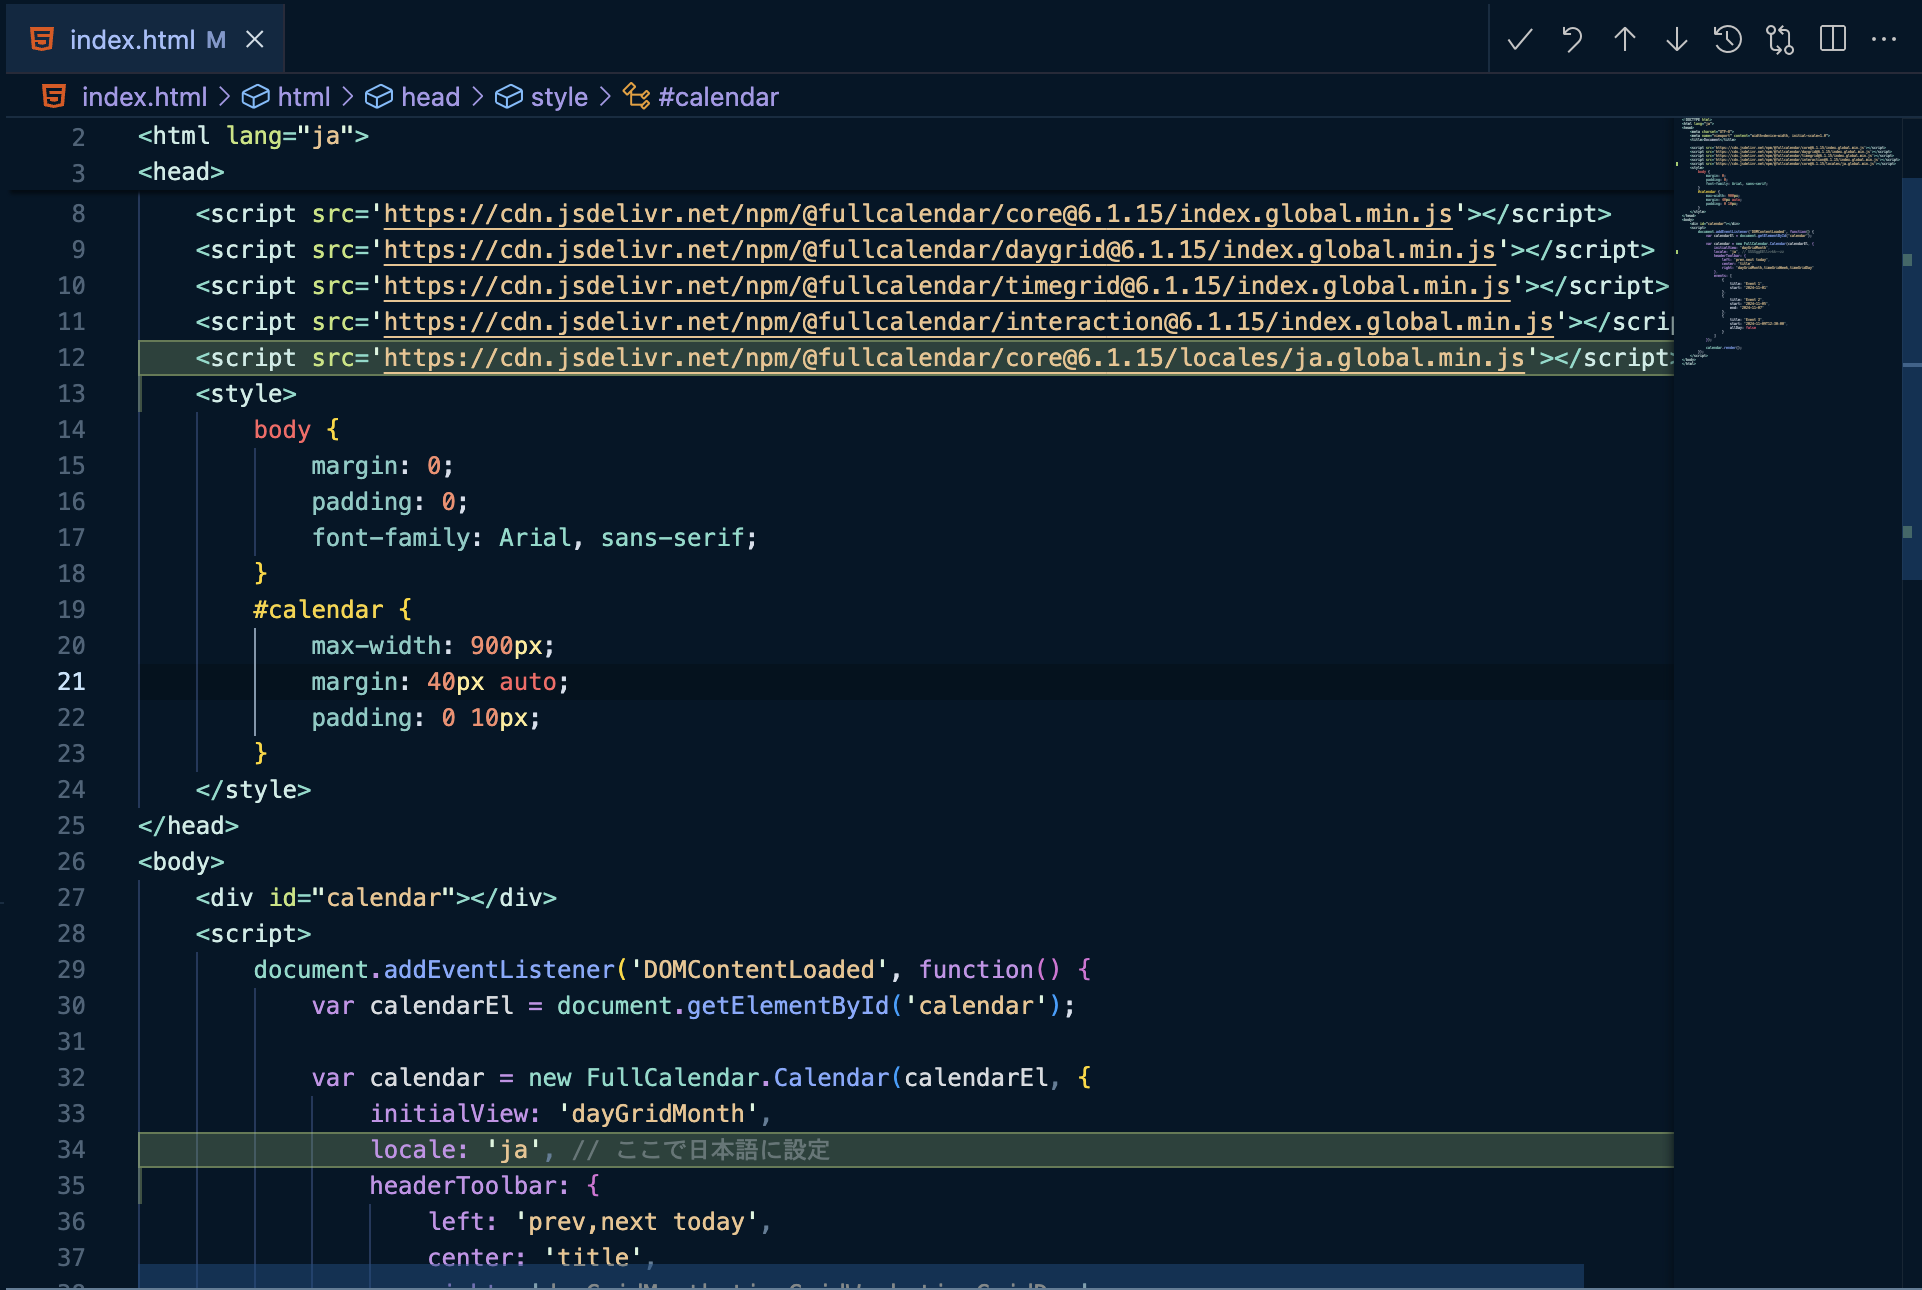 index.html M
index.html > html > head > style > #calendar
2 <html lang="ja">
3 <head>
8 <script src='https://cdn.jsdelivr.net/npm/@fullcalendar/core@6.1.15/index.global.min.js'></script>
9 <script src='https://cdn.jsdelivr.net/npm/@fullcalendar/daygrid@6.1.15/index.global.min.js'></script>
10 <script src='https://cdn.jsdelivr.net/npm/@fullcalendar/timegrid@6.1.15/index.global.min.js'></script>
11 <script src='https://cdn.jsdelivr.net/npm/@fullcalendar/interaction@6.1.15/index.global.min.js'></scri
12 <script src='https://cdn.jsdelivr.net/npm/@fullcalendar/core@6.1.15/locales/ja.global.min.js'></script>
13 <style>
14 body {
15 margin: 0;
16 padding: 0;
17 font-family: Arial, sans-serif;
18 }
19 #calendar {
20 max-width: 900px;
21 margin: 40px auto;
22 padding: 0 10px;
23 }
24 </style>
25 </head>
26 <body>
27 <div id="calendar"></div>
28 <script>
29 document.addEventListener('DOMContentLoaded', function() {
30 var calendarEl = document.getElementById('calendar');
31
32 var calendar = new FullCalendar.Calendar(calendarEl, {
33 initialView: 'dayGridMonth',
34 locale: 'ja', // ここで日本語に設定
35 headerToolbar: {
36 left: 'prev,next today',
37 center: 'title',